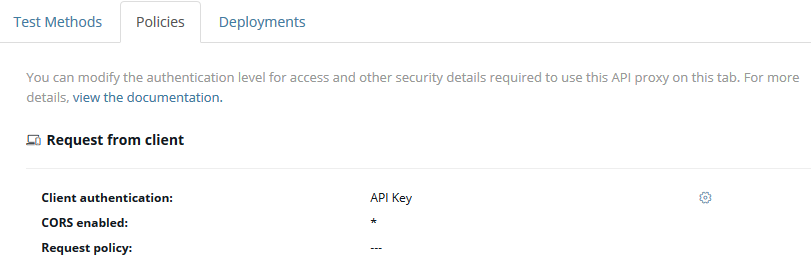 Test Methods Policies Deployments
You can modify the authentication level for access and other security details required to use this API proxy on this tab. For more
details, view the documentation.
Request from client
Client authentication: API Key
CORS enabled: *
Request policy: ---